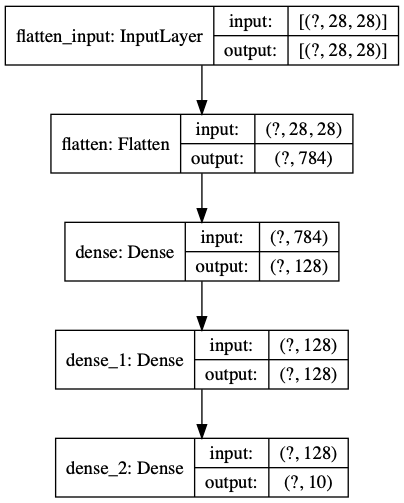 flatten_input: InputLayer
input:
[(?, 28, 28)]
output:
[(?, 28, 28)]
flatten: Flatten
input:
(?, 28, 28)
output:
(?, 784)
dense: Dense
input:
(?, 784)
output:
(?, 128)
dense_1: Dense
input:
(?, 128)
output:
(?, 128)
dense_2: Dense
input:
(?, 128)
output:
(?, 10)